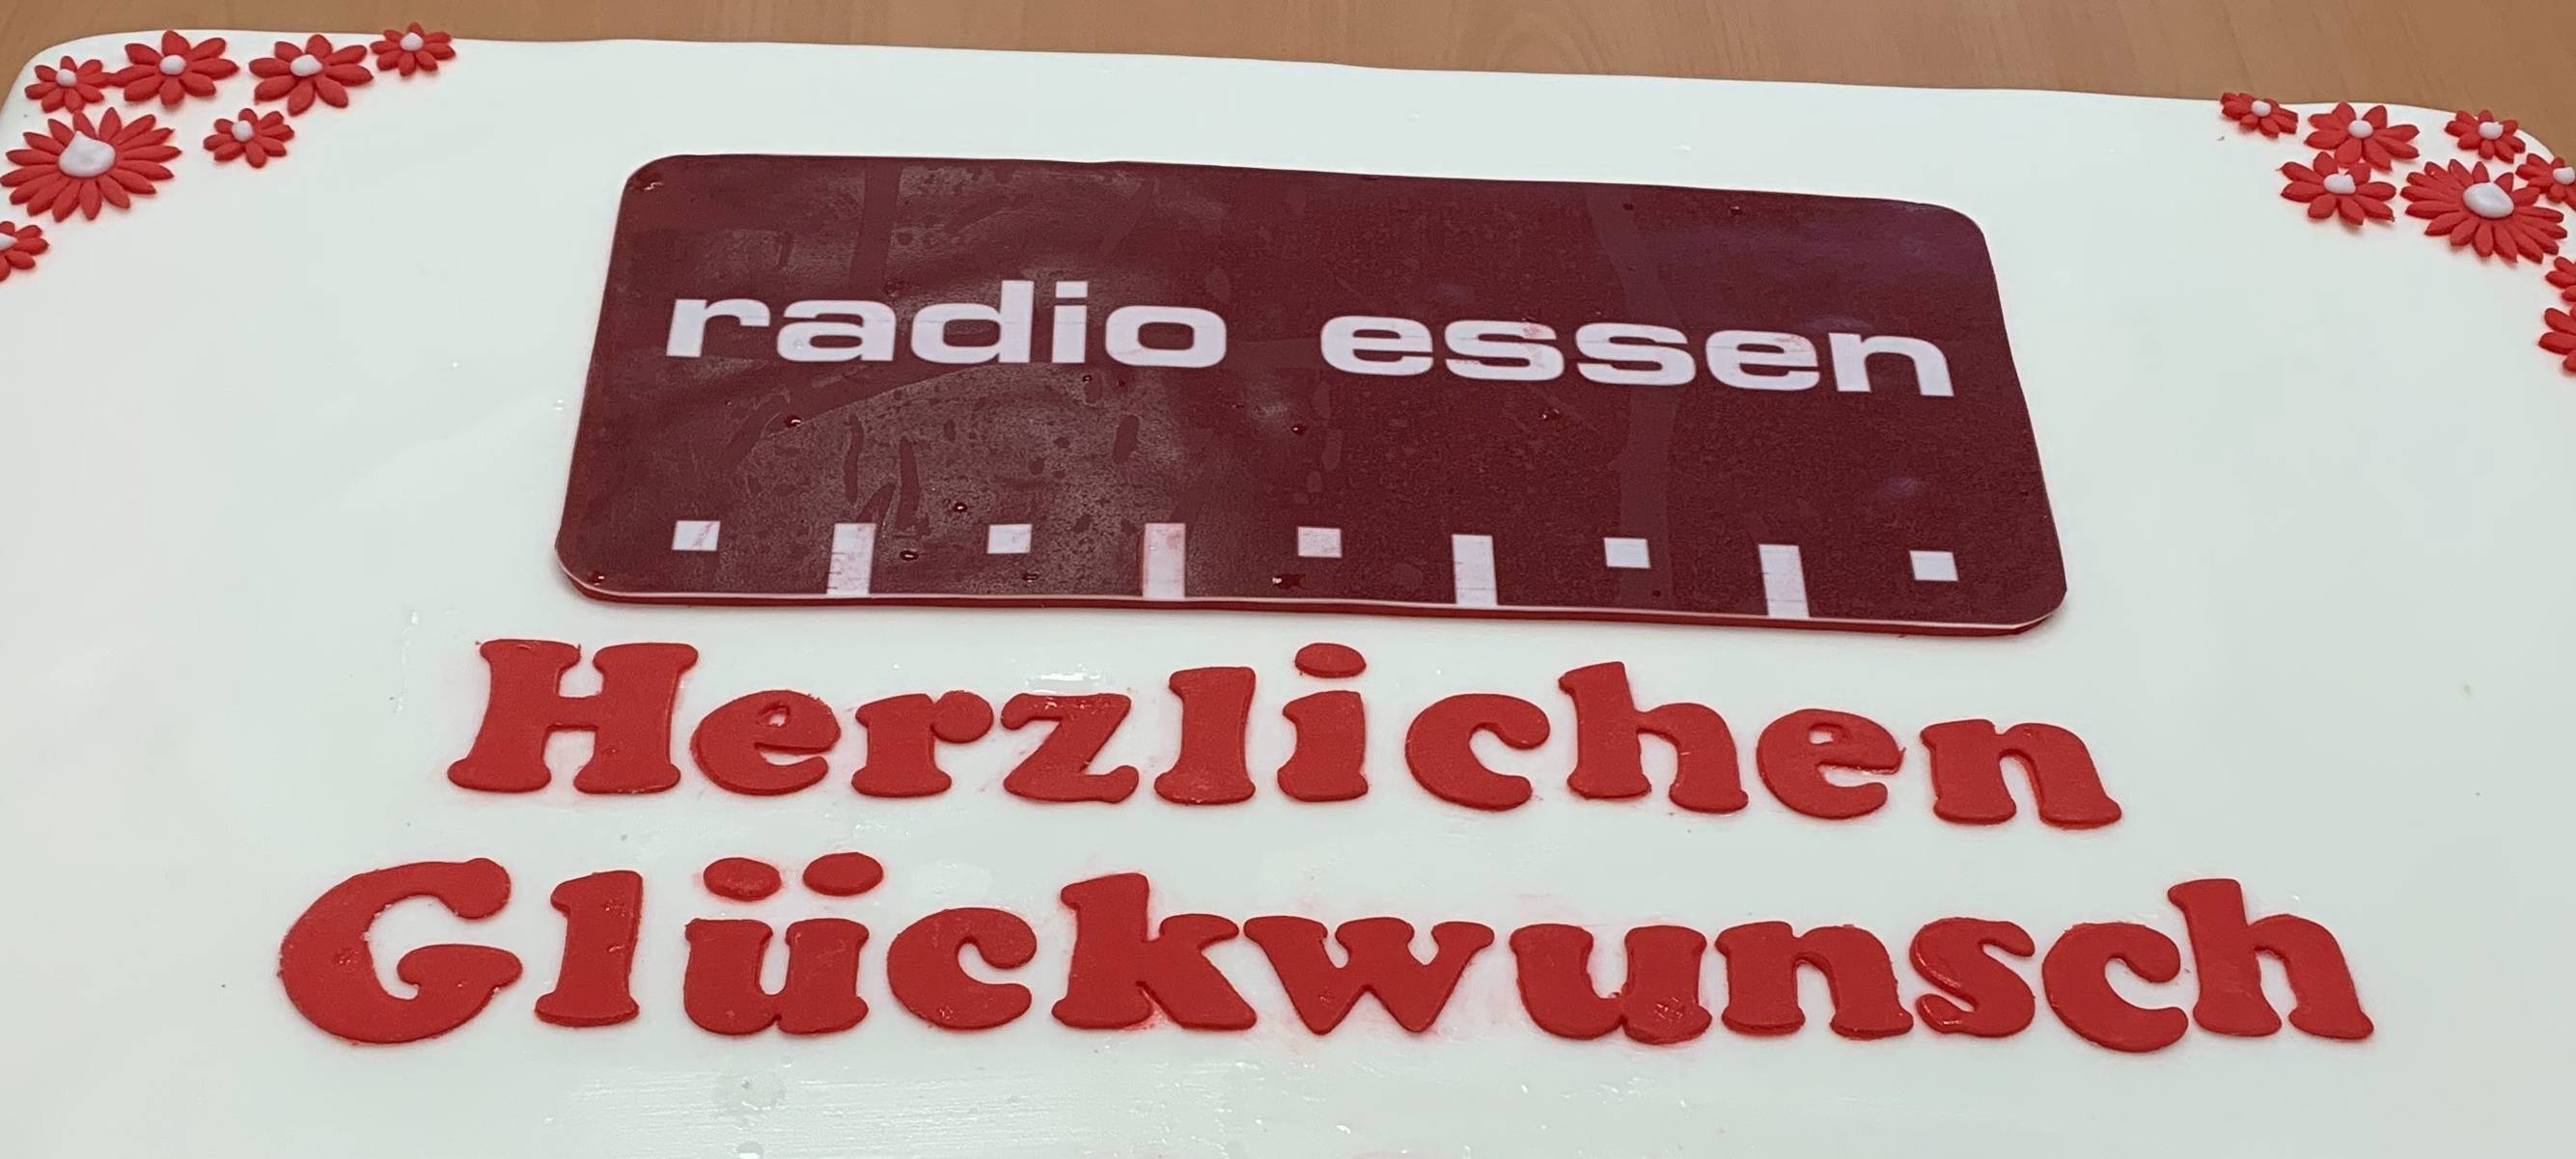 radio essen
Herzlichen
Glückwunsch